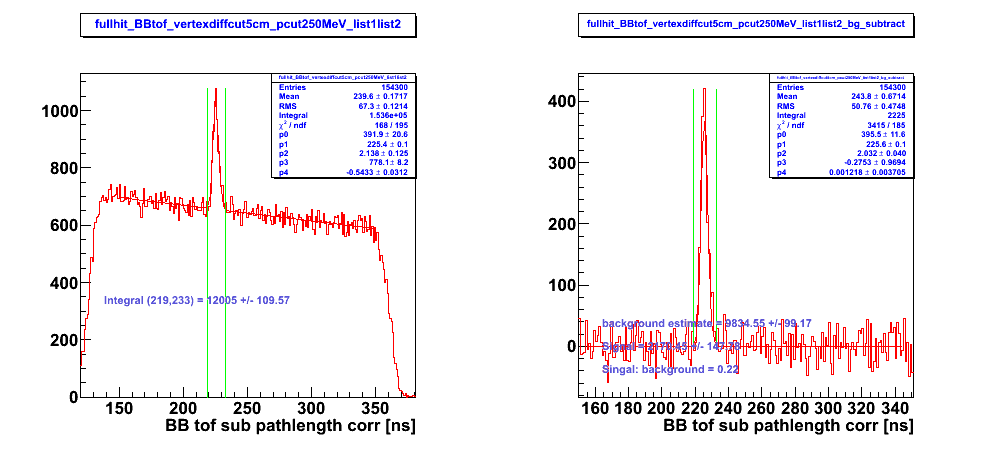 fullhit_BBtof_vertexdiffcut5cm_pcut250MeV_list1list2
fullhit_BBtof_vertexdiffcut5cm_pcut250MeV_list1list2
Entries 154300
Mean 239.6 ± 0.1717
RMS 67.3 ± 0.1214
Integral 1.536e+05
χ² / ndf 168 / 195
p0 391.9 ± 20.6
p1 225.4 ± 0.1
p2 2.138 ± 0.125
p3 778.1 ± 8.2
p4 -0.5433 ± 0.0312
1000
800
600
400
200
0
Integral (219,233) = 12005 +/- 109.57
150 200 250 300 350
BB tof sub pathlength corr [ns]
fullhit_BBtof_vertexdiffcut5cm_pcut250MeV_list1list2_bg_subtract
fullhit_BBtof_vertexdiffcut5cm_pcut250MeV_list1list2_bg_subtract
Entries 154300
Mean 243.8 ± 0.6714
RMS 50.76 ± 0.4748
Integral 2225
χ² / ndf 3415 / 185
p0 395.5 ± 11.6
p1 225.6 ± 0.1
p2 2.032 ± 0.040
p3 -0.2753 ± 0.9694
p4 0.001218 ± 0.003705
400
300
200
100
0
background estimate = 9834.55 +/- 99.17
Singal: background = 0.22
160 180 200 220 240 260 280 300 320 340
BB tof sub pathlength corr [ns]